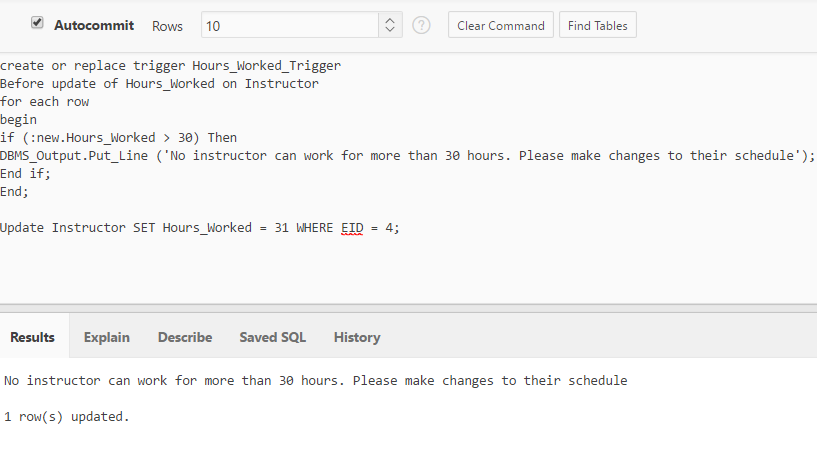 Autocommit Rows 10 ? Clear Command Find Tables
create or replace trigger Hours_Worked_Trigger
Before update of Hours_Worked on Instructor
for each row
begin
if (:new.Hours_Worked > 30) Then
DBMS_Output.Put_Line ('No instructor can work for more than 30 hours. Please make changes to their schedule');
End if;
End;
Update Instructor SET Hours_Worked = 31 WHERE EID = 4;
Results Explain Describe Saved SQL History
No instructor can work for more than 30 hours. Please make changes to their schedule
1 row(s) updated.